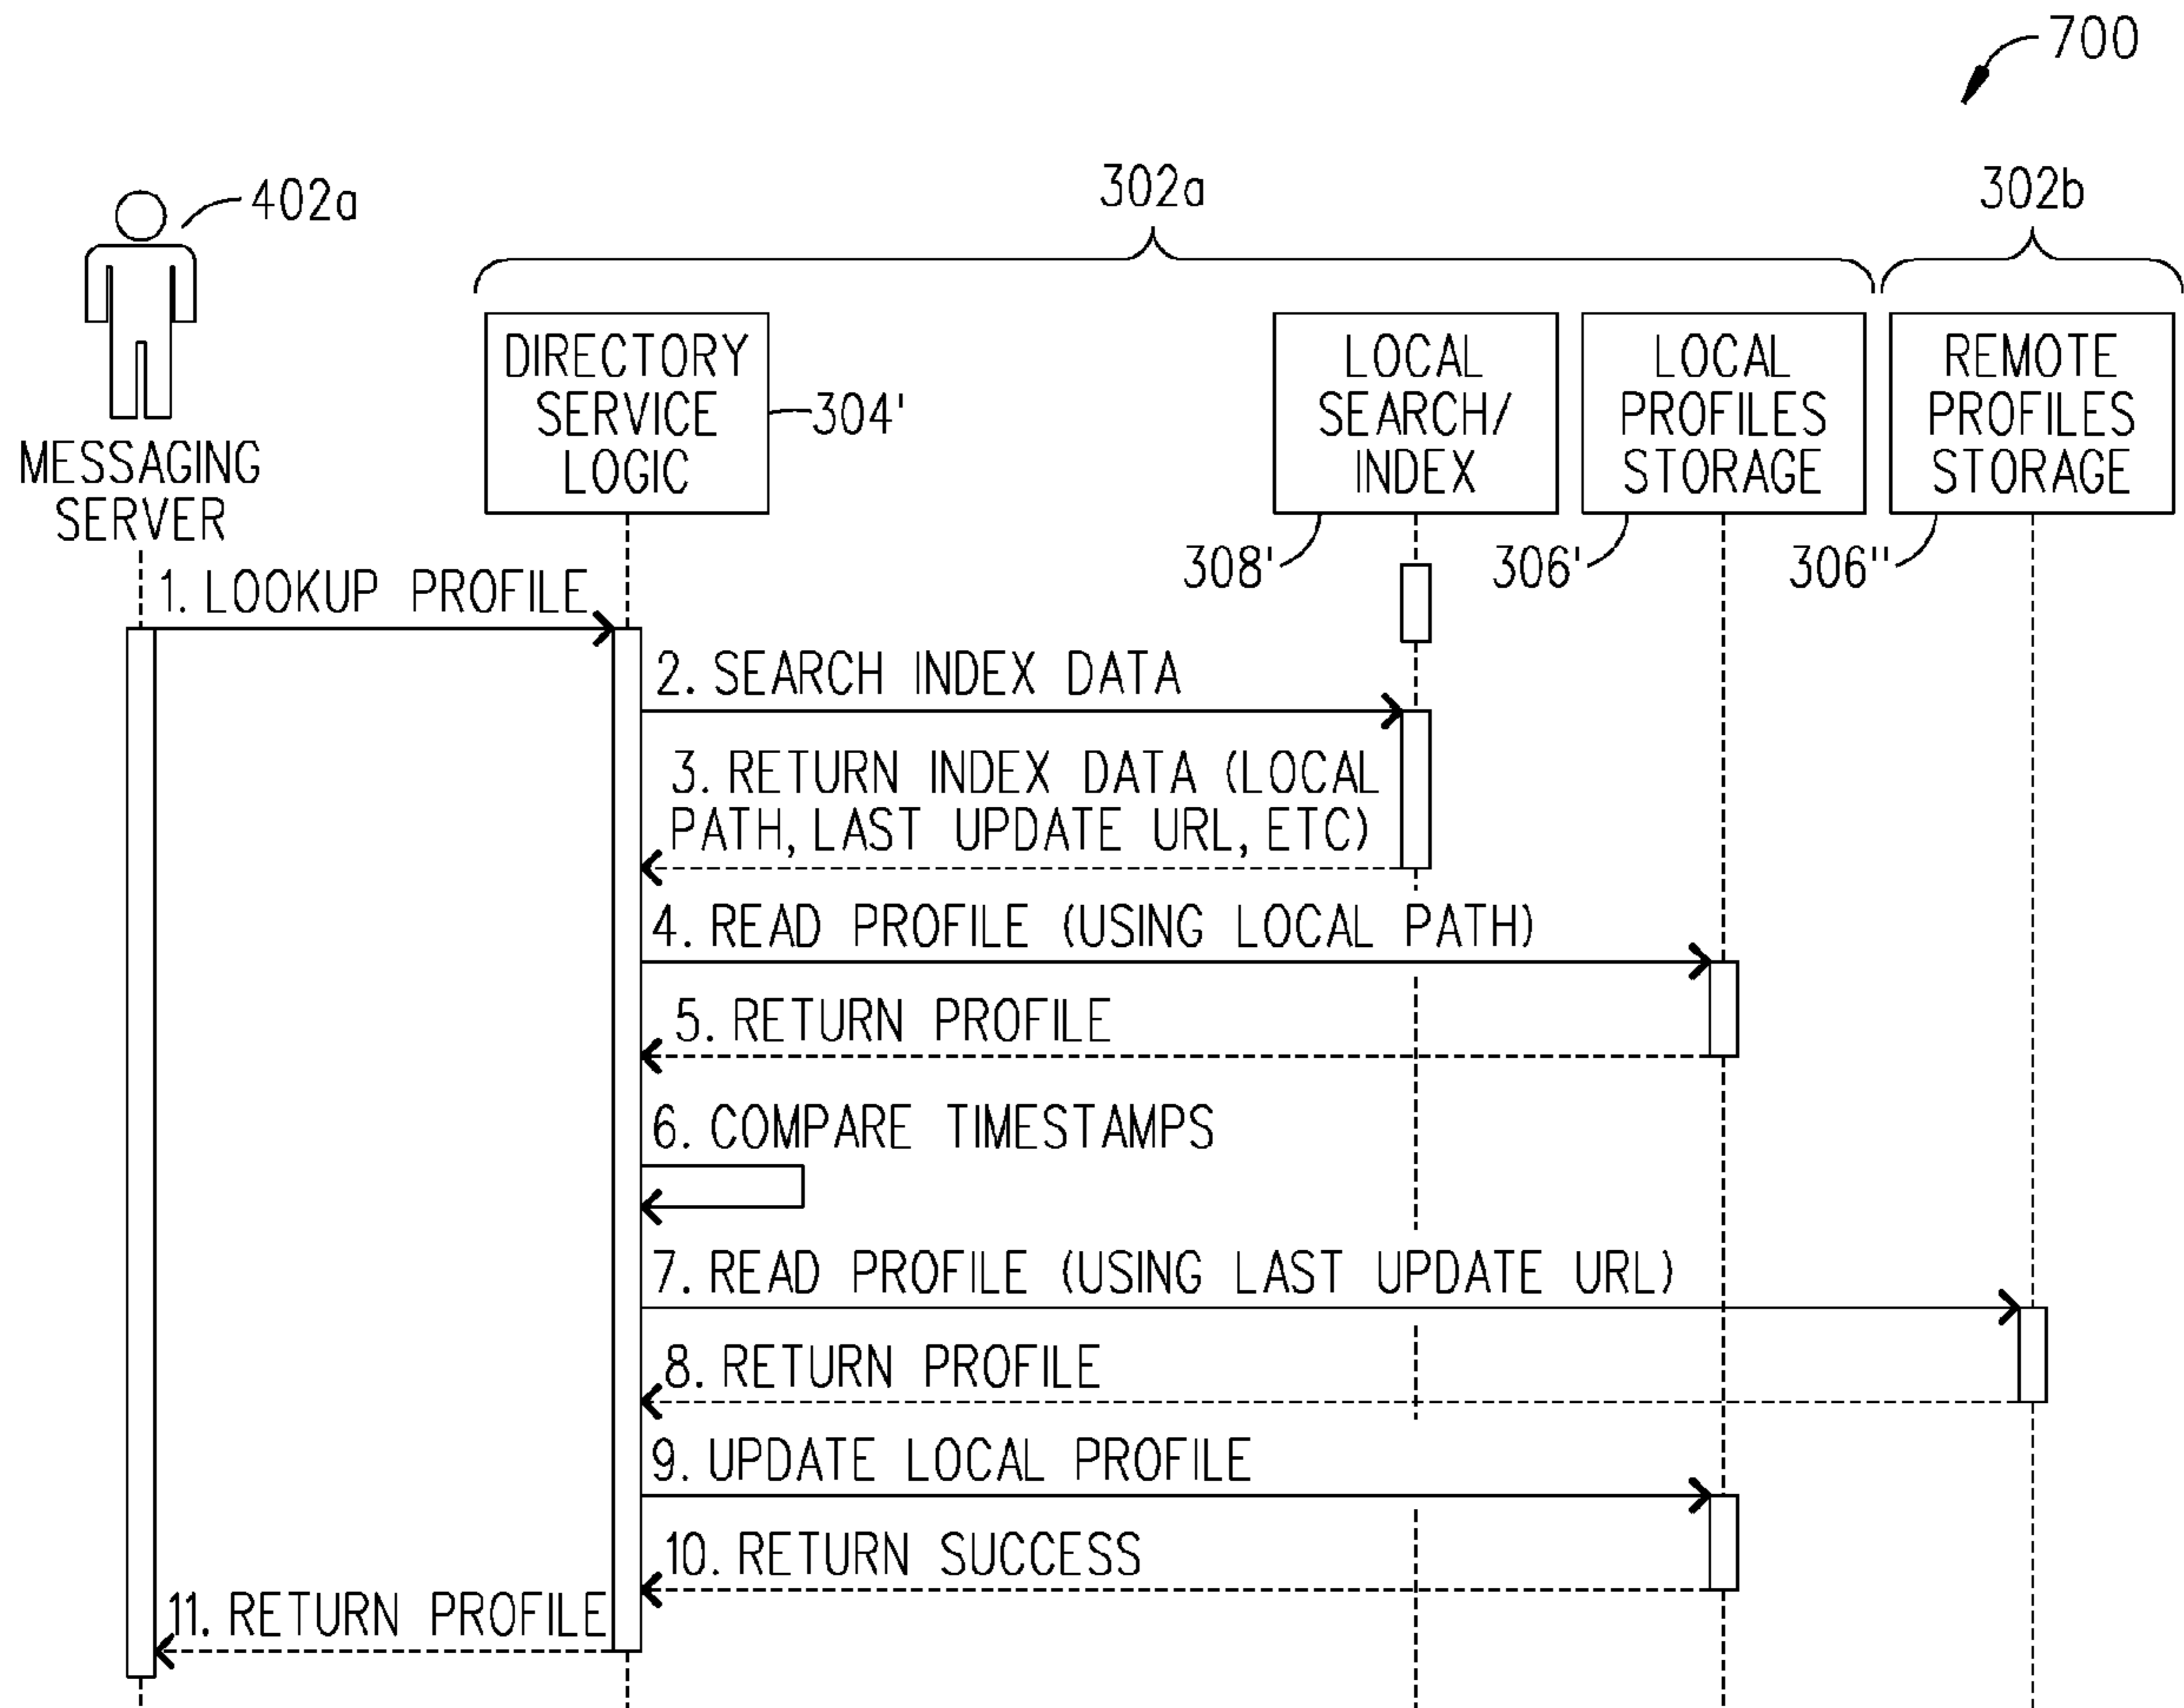 700
302a
302b
402a
DIRECTORY
SERVICE
LOGIC
304'
LOCAL
SEARCH/
INDEX
LOCAL
PROFILES
STORAGE
REMOTE
PROFILES
STORAGE
MESSAGING
SERVER
308'
306'
306"
1. LOOKUP PROFILE
2. SEARCH INDEX DATA
3. RETURN INDEX DATA (LOCAL
PATH, LAST UPDATE URL, ETC)
4. READ PROFILE (USING LOCAL PATH)
5. RETURN PROFILE
6. COMPARE TIMESTAMPS
7. READ PROFILE (USING LAST UPDATE URL)
8. RETURN PROFILE
9. UPDATE LOCAL PROFILE
10. RETURN SUCCESS
11. RETURN PROFILE